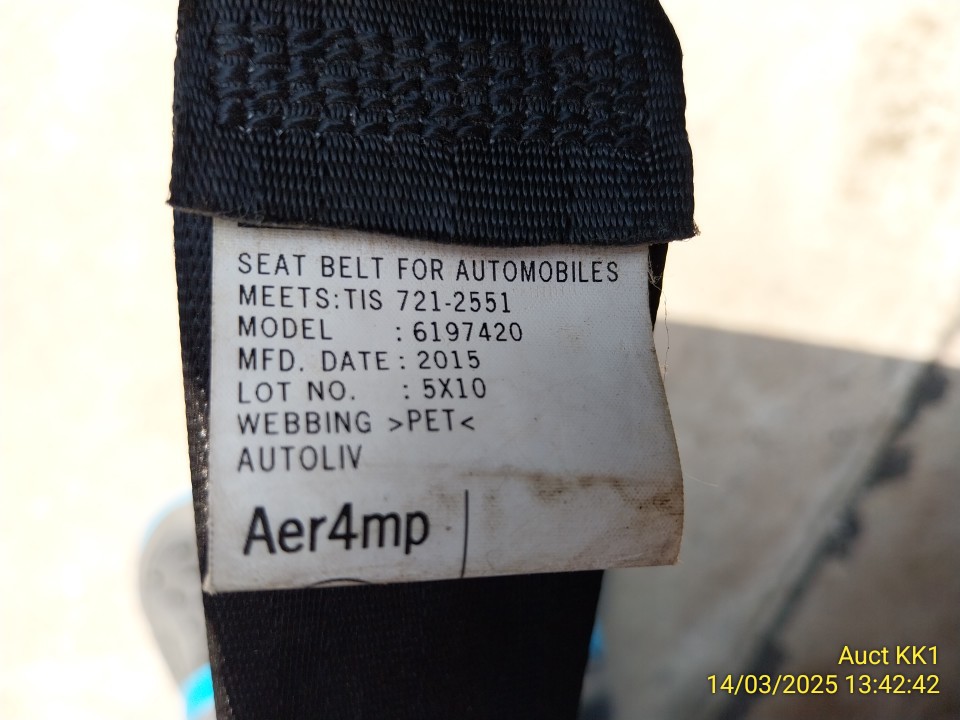 SEAT BELT FOR AUTOMOBILES
MEETS:TIS 721-2551
MODEL : 6197420
MFD. DATE : 2015
LOT NO. : 5X10
WEBBING >PET<
AUTOLIV
Aer4mp
Auct KK1
14/03/2025 13:42:42